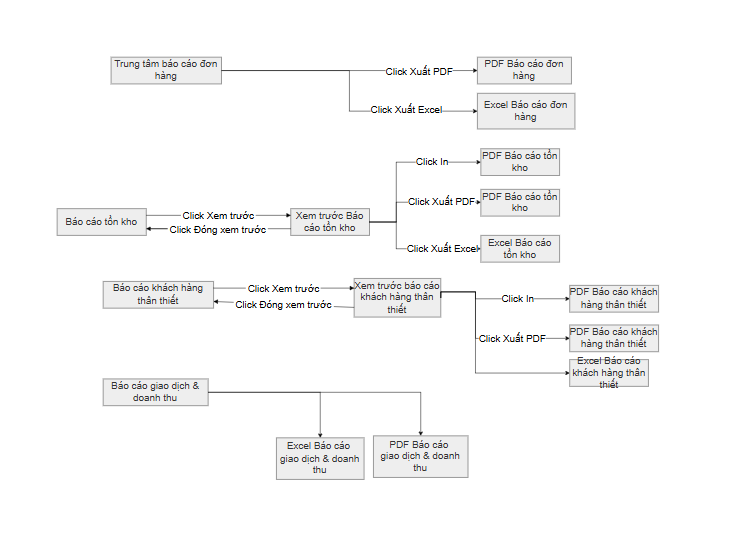 Trung tâm báo cáo đơn
hàng
Click Xuất PDF
PDF Báo cáo đơn
hàng
Click Xuất Excel
Excel Báo cáo đơn
hàng
Báo cáo tồn kho
Click Xem trước
Click Đóng xem trước
Xem trước Báo
cáo tồn kho
Click In
PDF Báo cáo tồn
kho
Click Xuất PDF
PDF Báo cáo tồn
kho
Click Xuất Excel
Excel Báo cáo
tồn kho
Báo cáo khách hàng
thân thiết
Click Xem trước
Click Đóng xem trước
Xem trước báo cáo
khách hàng thân
thiết
Click In
PDF Báo cáo khách
hàng thân thiết
Click Xuất PDF
PDF Báo cáo khách
hàng thân thiết
Excel Báo cáo
khách hàng thân
thiết
Báo cáo giao dịch &
doanh thu
Excel Báo cáo
giao dịch & doanh
thu
PDF Báo cáo
giao dịch & doanh
thu